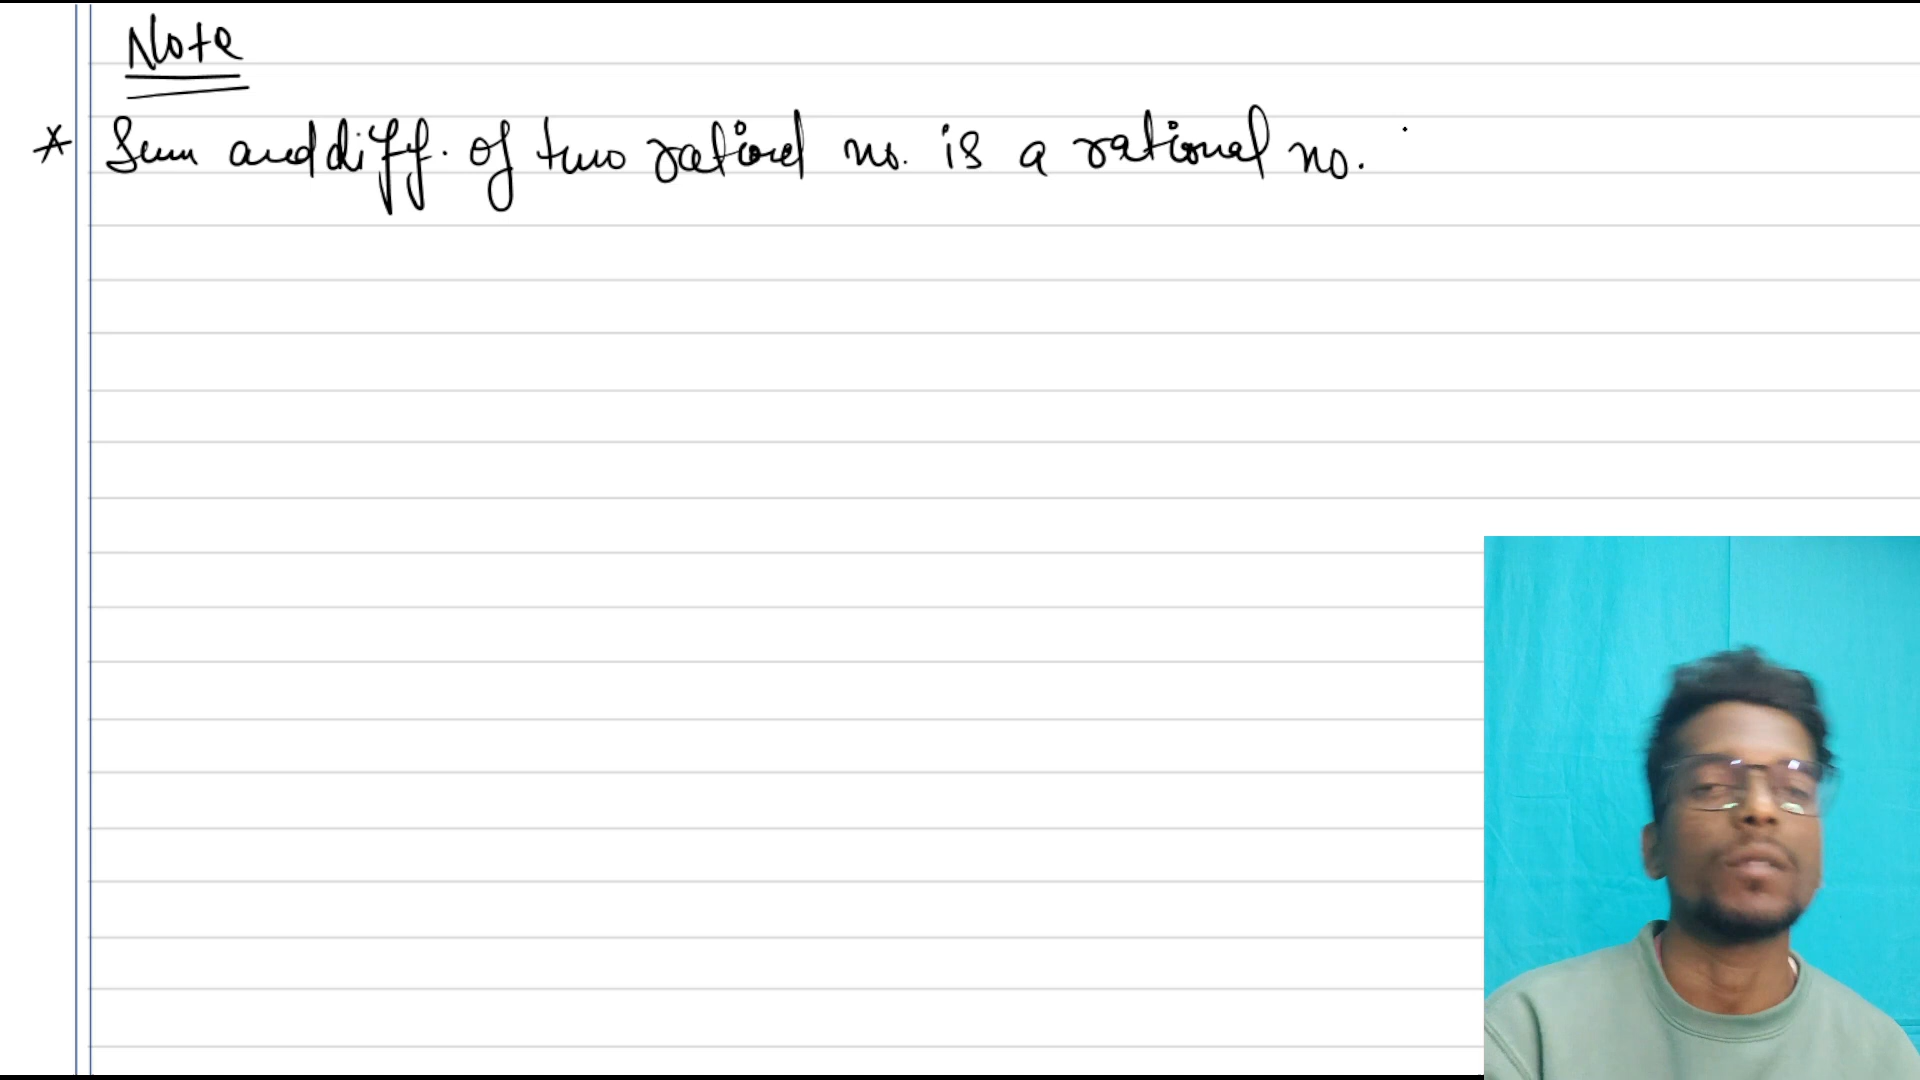 Note
* Sum and diff. of two rational no. is a rational no.